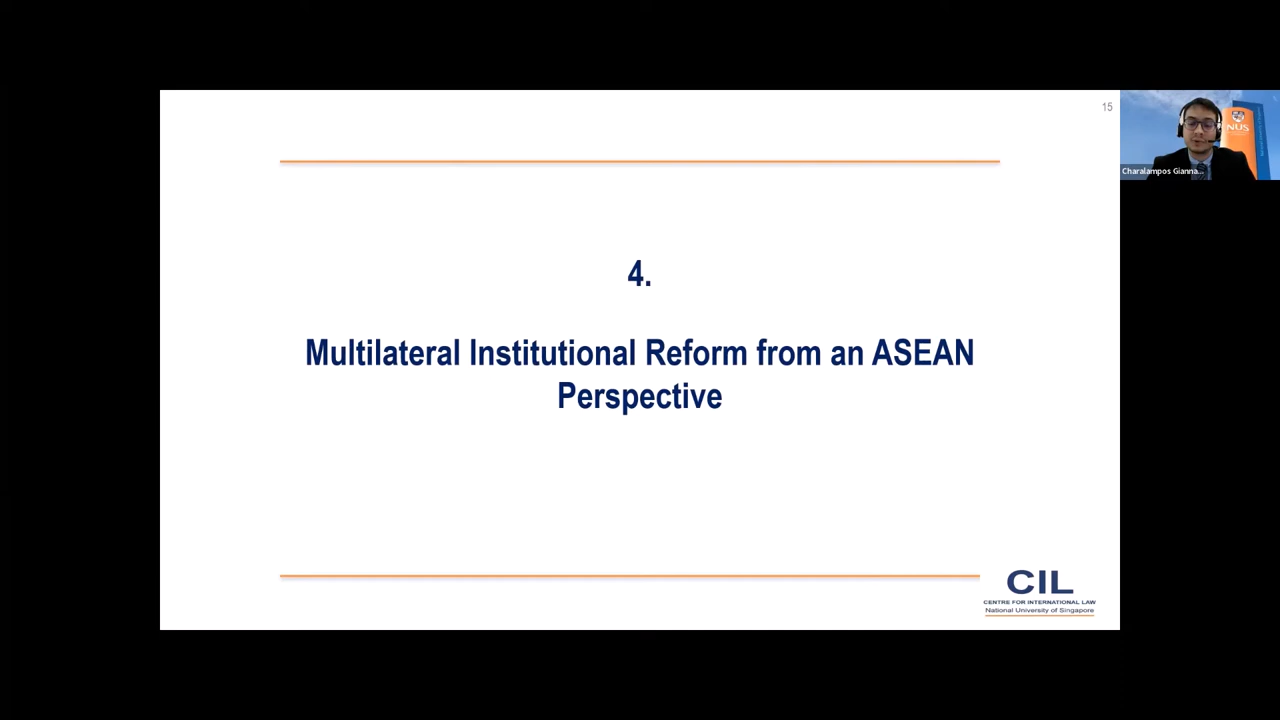 15
NUS
Charalampos Gianna...
4.
Multilateral Institutional Reform from an ASEAN
Perspective
CIL
CENTRE FOR INTERNATIONAL LAW
National University of Singapore